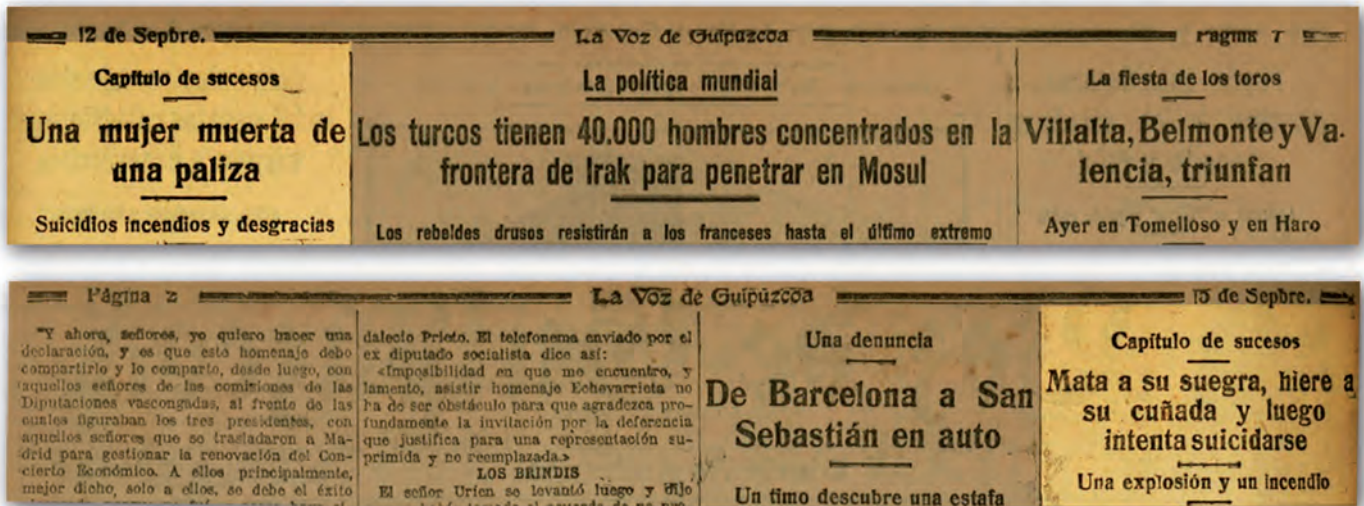 12 de Sepbre.
La Voz de Guipúzcoa
Página 7
Capítulo de sucesos
Una mujer muerta de
una paliza
Suicidios incendios y desgracias
La política mundial
Los turcos tienen 40.000 hombres concentrados en la
frontera de Irak para penetrar en Mosul
Los rebeldes drusos resistirán a los franceses hasta el último extremo
La fiesta de los toros
Villalta, Belmonte y Va-
lencia, triunfan
Ayer en Tomelloso y en Haro
Página 2
La Voz de Guipúzcoa
15 de Sepbre.
"Y ahora, señores, yo quiero hacer una
declaración, y es que este homenaje debo
compartirlo y lo comparto, desde luego, con
aquellos señores de las comisiones de las
Diputaciones vascongadas, al frente de las
cuales figuraban los tres presidentes, con
aquellos señores que se trasladaron a Ma-
drid para gestionar la renovación del Con-
cierto Económico. A ellos principalmente,
mejor dicho, solo a ellos, se debe el éxito
dalecio Prieto. El telefonema enviado por el
ex diputado socialista dice así:
«Imposibilidad en que me encuentro, y
lamento, asistir homenaje Echevarrieta no
ha de ser obstáculo para que agradezca pro-
fundamente la invitación por la deferencia
que justifica para una representación su-
primida y no reemplazada.»
LOS BRINDIS
El señor Urien se levantó luego y dijo
Una denuncia
De Barcelona a San
Sebastián en auto
Un timo descubre una estafa
Capítulo de sucesos
Mata a su suegra, hiere a
su cuñada y luego
intenta suicidarse
Una explosión y un incendio